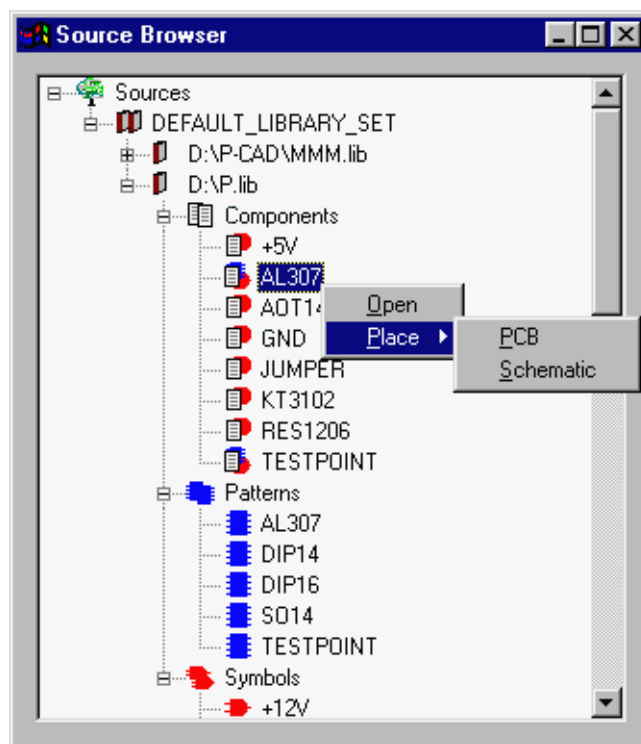 Source Browser
Sources
DEFAULT_LIBRARY_SET
D:\P-CAD\MMM.lib
D:\P.lib
Components
+5V
AL307
AOT14
Open
GND
Place
PCB
JUMPER
Schematic
KT3102
RES1206
TESTPOINT
Patterns
AL307
DIP14
DIP16
SO14
TESTPOINT
Symbols
+12V